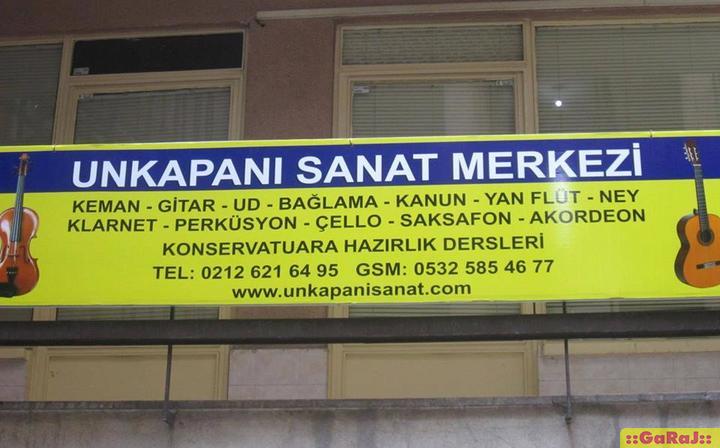 UNKAPANI SANAT MERKEZİ
KEMAN - GİTAR - UD - BAĞLAMA - KANUN - YAN FLÜT - NEY
KLARNET - PERKÜSYON - ÇELLO - SAKSAFON - AKORDEON
KONSERVATUARA HAZIRLIK DERSLERİ
TEL: 0212 621 64 95 GSM: 0532 585 46 77
www.unkapanisanat.com
::GaRaJ::